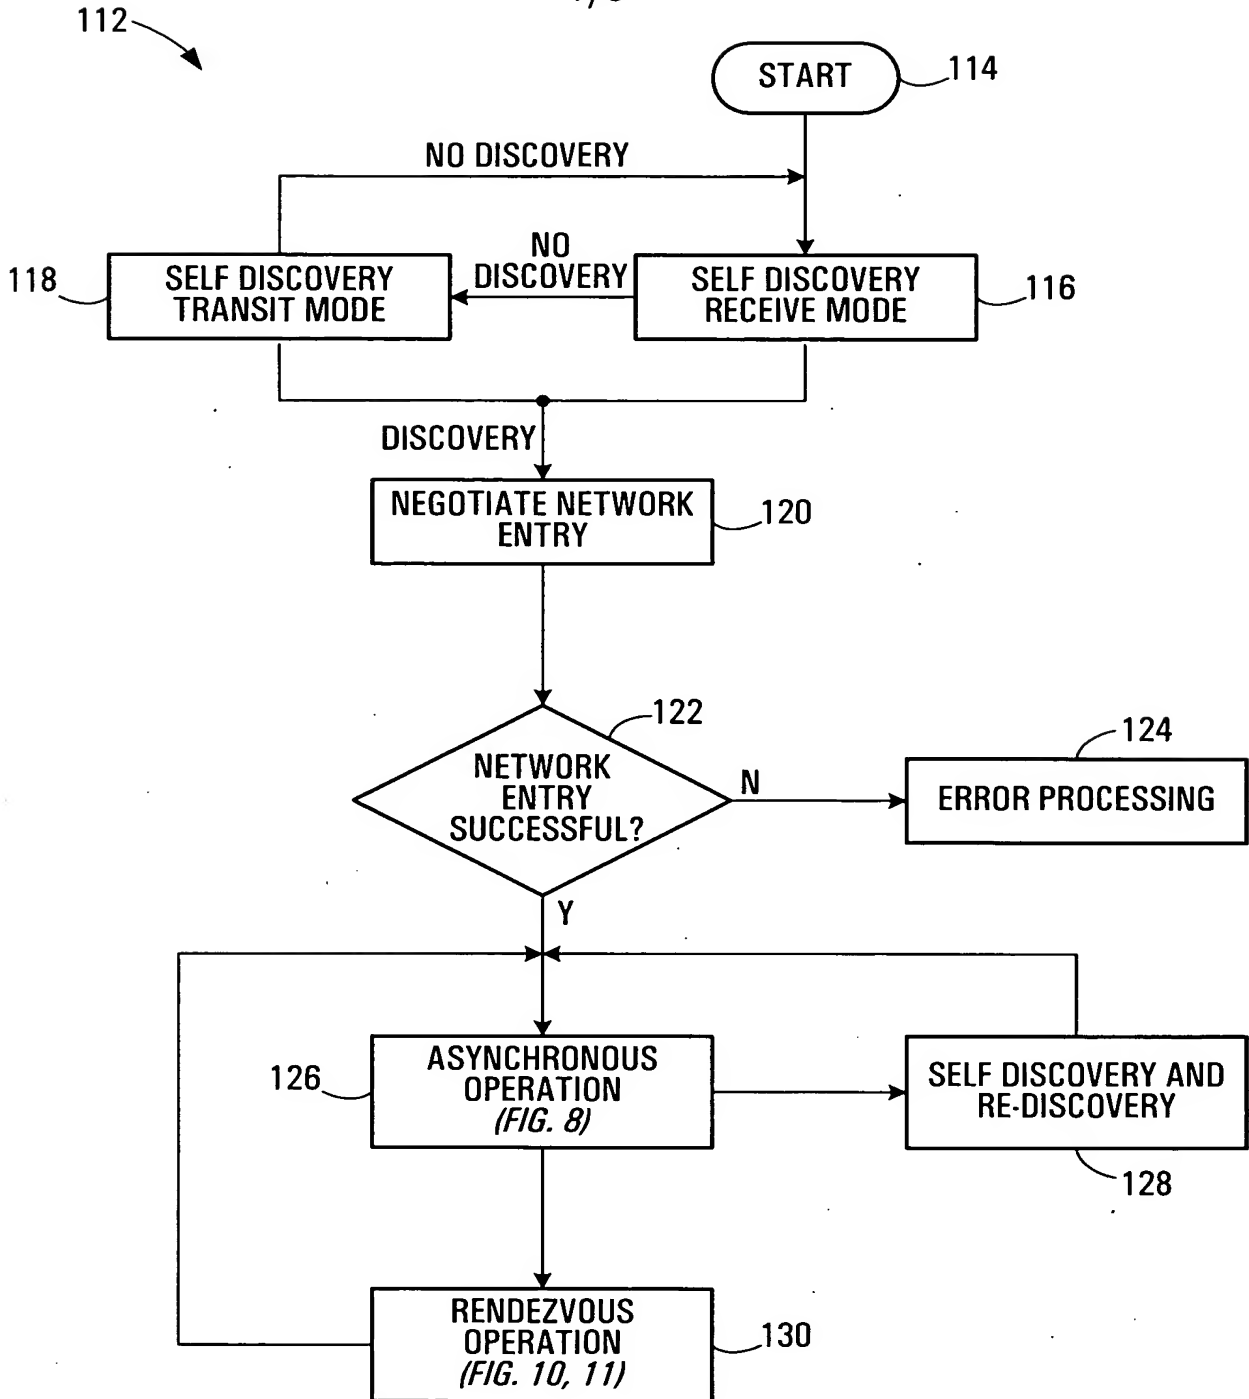 112
START
114
NO DISCOVERY
NO
DISCOVERY
118
SELF DISCOVERY
TRANSIT MODE
SELF DISCOVERY
RECEIVE MODE
116
DISCOVERY
NEGOTIATE NETWORK
ENTRY
120
122
NETWORK
ENTRY
SUCCESSFUL?
N
124
ERROR PROCESSING
Y
126
ASYNCHRONOUS
OPERATION
(FIG. 8)
SELF DISCOVERY AND
RE-DISCOVERY
128
RENDEZVOUS
OPERATION
(FIG. 10, 11)
130